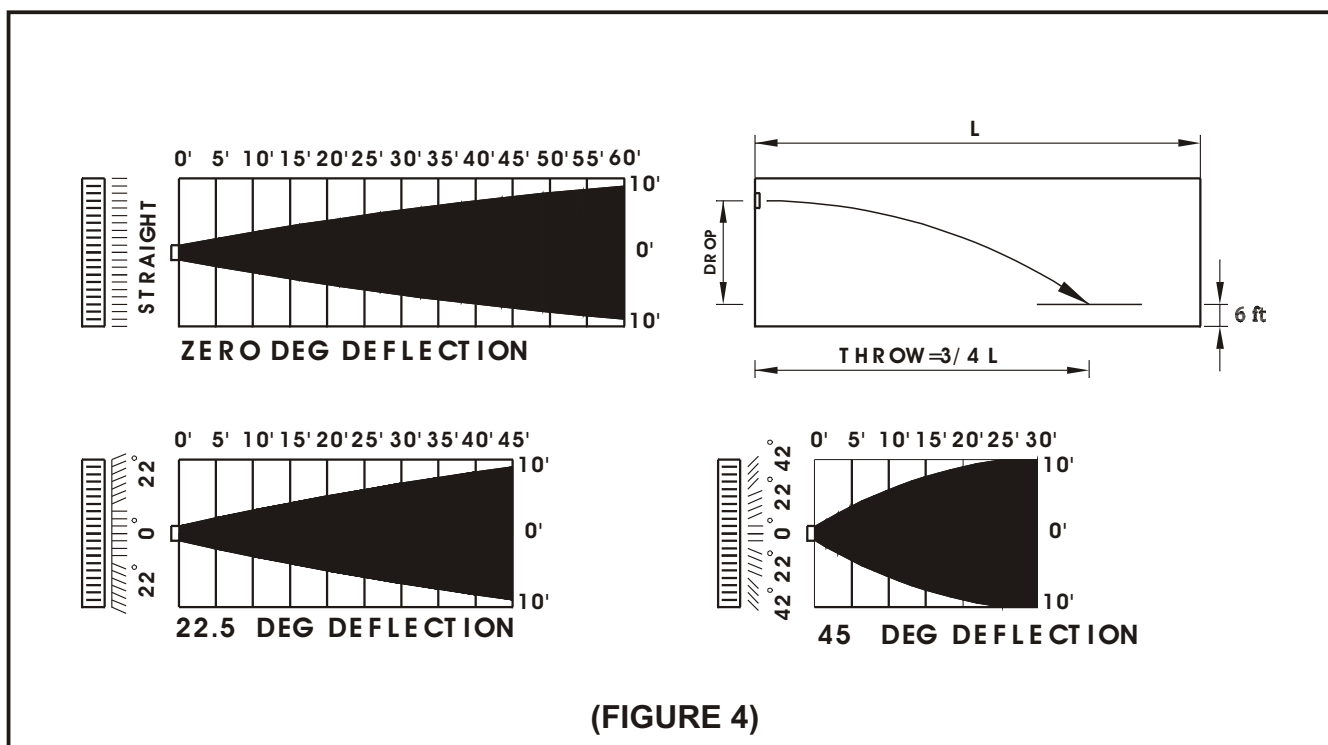 0' 5' 10' 15' 20' 25' 30' 35' 40' 45' 50' 55' 60'
10'
STRAIGHT
0'
10'
ZERO DEG DEFLECTION
L
DROP
6 ft
THROW=3/4 L
0' 5' 10' 15' 20' 25' 30' 35' 40' 45'
10'
22°
0°
22°
0'
10'
22.5 DEG DEFLECTION
0' 5' 10' 15' 20' 25' 30'
10'
42°
22°
0°
22°
42°
0'
10'
45 DEG DEFLECTION
(FIGURE 4)